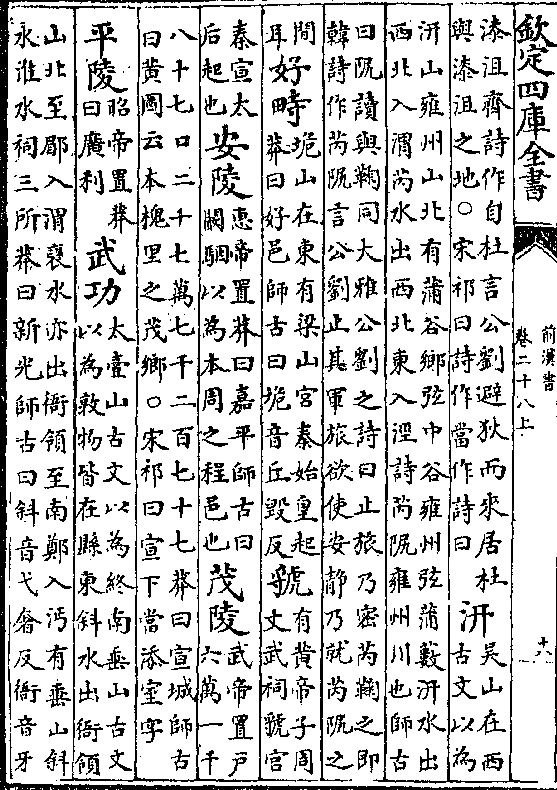 欽定四庫全書
前漢書
卷二十八上
十八
漆沮齊詩作自杜言公劉避狄而來居杜
與漆沮之地○宋祁曰詩作當作詩曰
汧
吳山在西
古文以為
汧山雍州山北有蒲谷鄉弦中谷雍州弦蒲藪汧水出
西北入渭芮水出西北東入涇詩芮阮雍州川也師古
曰阮讀與鞫同大雅公劉之詩曰止旅乃密芮鞫之即
韓詩作芮阮言公劉止其軍旅欲使安静乃就芮阮之
間
耳
好畤
垝山在東有梁山宮秦始皇起
莽曰好邑師古曰垝音丘毀反
虢
有黃帝子周
文武祠虢宮
秦宣太
后起也
安陵
惠帝置莽曰嘉平師古曰
闞駰以為本周之程邑也
茂陵
武帝置戶
六萬一千
八十七口二千七萬七千二百七十七莽曰宣城師古
曰黃圖云本槐里之茂鄉○宋祁曰宣下當添室字
平陵
昭帝置莽
曰廣利
武功
太壹山古文以為終南垂山古文
以為敦物皆在縣東斜水出衙領
山北至郿入渭襃水亦出衙領至南鄭入沔有垂山斜
水淮水祠三所莽曰新光師古曰斜音弋奢反衙音牙